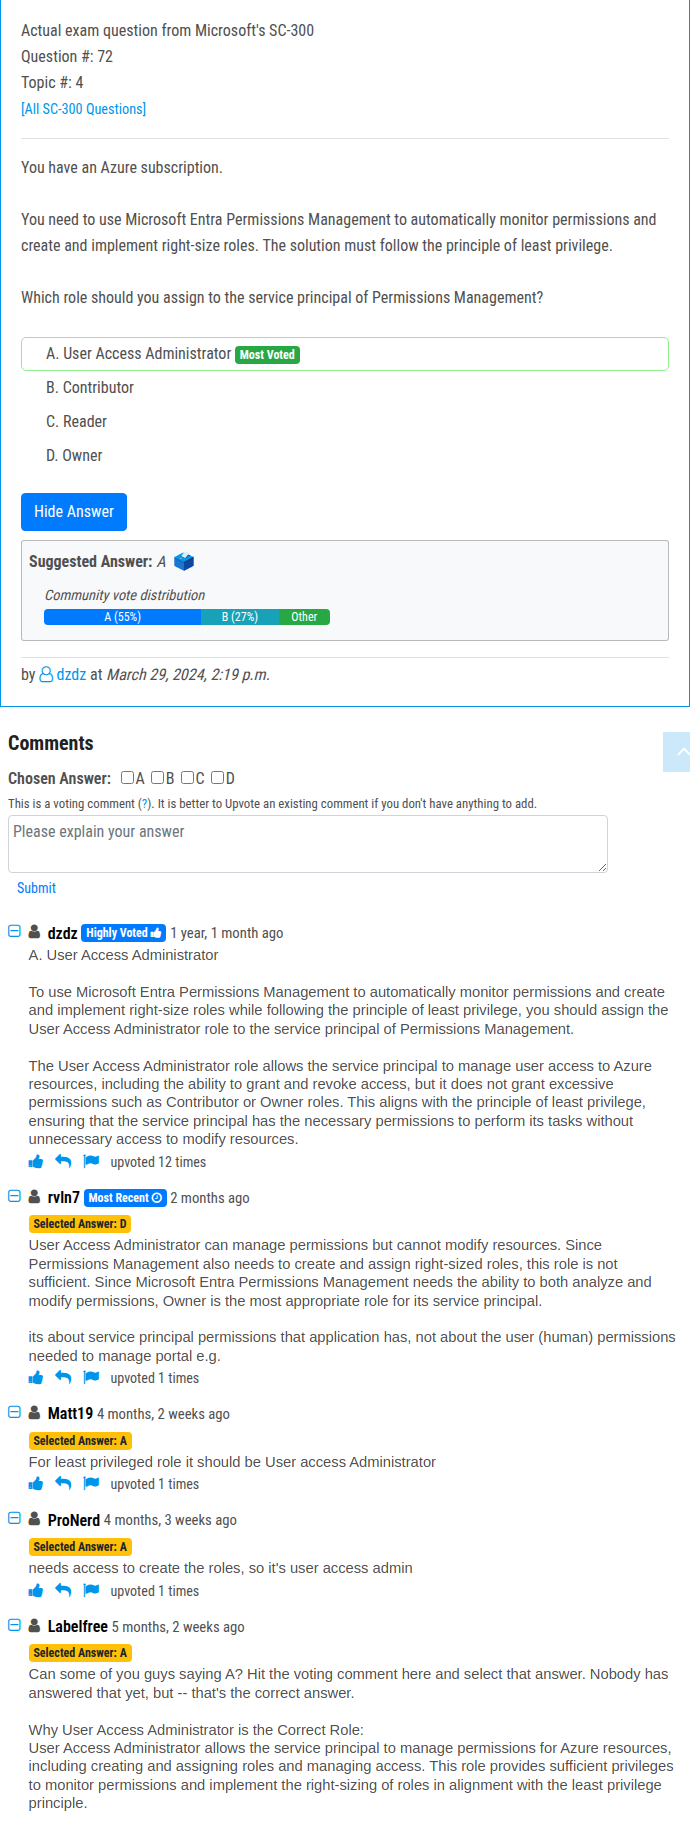 Actual exam question from Microsoft's SC-300
Question #: 72
Topic #: 4
[All SC-300 Questions]
You have an Azure subscription.
You need to use Microsoft Entra Permissions Management to automatically monitor permissions and
create and implement right-size roles. The solution must follow the principle of least privilege.
Which role should you assign to the service principal of Permissions Management?
A. User Access Administrator Most Voted
B. Contributor
C. Reader
D. Owner
Hide Answer
Suggested Answer: A
Community vote distribution
A (55%) B (27%) Other
by dzdz at March 29, 2024, 2:19 p.m.
Comments
Chosen Answer: A B C D
This is a voting comment (?). It is better to Upvote an existing comment if you don't have anything to add.
Please explain your answer
Submit
dzdz Highly Voted 1 year, 1 month ago
A. User Access Administrator
To use Microsoft Entra Permissions Management to automatically monitor permissions and create
and implement right-size roles while following the principle of least privilege, you should assign the
User Access Administrator role to the service principal of Permissions Management.
The User Access Administrator role allows the service principal to manage user access to Azure
resources, including the ability to grant and revoke access, but it does not grant excessive
permissions such as Contributor or Owner roles. This aligns with the principle of least privilege,
ensuring that the service principal has the necessary permissions to perform its tasks without
unnecessary access to modify resources.
upvoted 12 times
rvln7 Most Recent 2 months ago
Selected Answer: D
User Access Administrator can manage permissions but cannot modify resources. Since
Permissions Management also needs to create and assign right-sized roles, this role is not
sufficient. Since Microsoft Entra Permissions Management needs the ability to both analyze and
modify permissions, Owner is the most appropriate role for its service principal.
its about service principal permissions that application has, not about the user (human) permissions
needed to manage portal e.g.
upvoted 1 times
Matt19 4 months, 2 weeks ago
Selected Answer: A
For least privileged role it should be User access Administrator
upvoted 1 times
ProNerd 4 months, 3 weeks ago
Selected Answer: A
needs access to create the roles, so it's user access admin
upvoted 1 times
Labelfree 5 months, 2 weeks ago
Selected Answer: A
Can some of you guys saying A? Hit the voting comment here and select that answer. Nobody has
answered that yet, but -- that's the correct answer.
Why User Access Administrator is the Correct Role:
User Access Administrator allows the service principal to manage permissions for Azure resources,
including creating and assigning roles and managing access. This role provides sufficient privileges
to monitor permissions and implement the right-sizing of roles in alignment with the least privilege
principle.